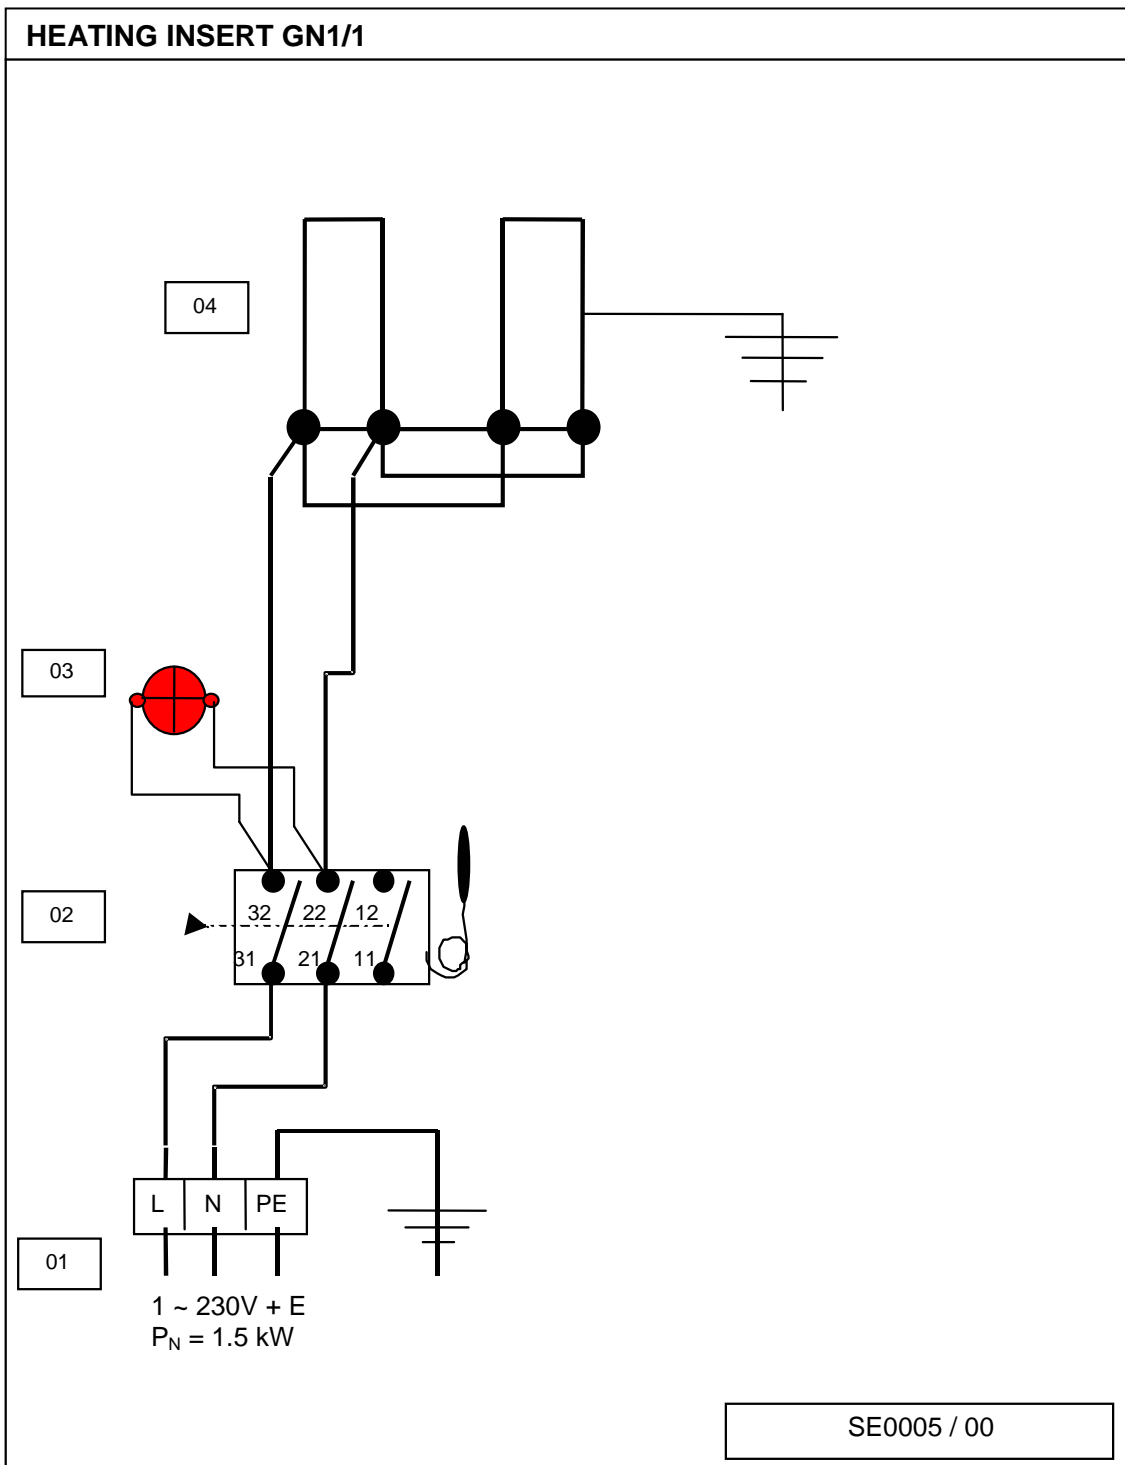 HEATING INSERT GN1/1
04
03
02
32 22 12
31 21 11
L N PE
01
1 ~ 230V + E
P_N = 1.5 kW
SE0005 / 00